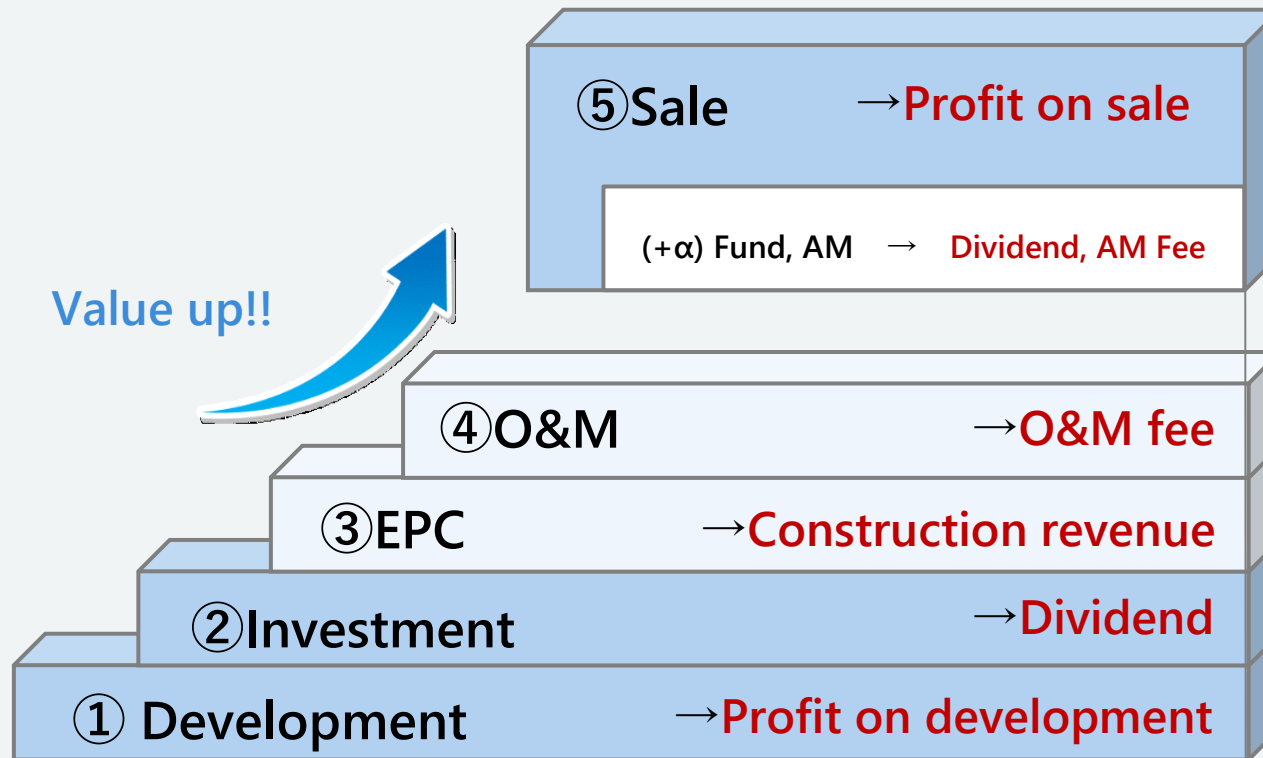 ⑤Sale →Profit on sale
(+α) Fund, AM → Dividend, AM Fee
Value up!!
④O&M →O&M fee
③EPC →Construction revenue
②Investment →Dividend
① Development →Profit on development